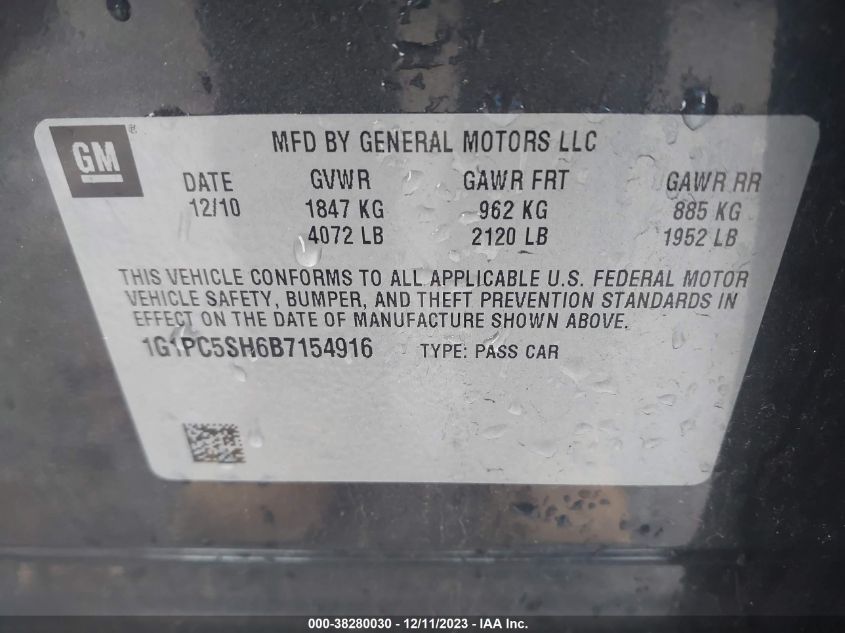 GM®
MFD BY GENERAL MOTORS LLC
DATE GVWR GAWR FRT GAWR RR
12/10 1847 KG 962 KG 885 KG
4072 LB 2120 LB 1952 LB
THIS VEHICLE CONFORMS TO ALL APPLICABLE U.S. FEDERAL MOTOR
VEHICLE SAFETY, BUMPER, AND THEFT PREVENTION STANDARDS IN
EFFECT ON THE DATE OF MANUFACTURE SHOWN ABOVE.
1G1PC5SH6B7154916 TYPE: PASS CAR
000-38280030 - 12/11/2023 - IAA Inc.